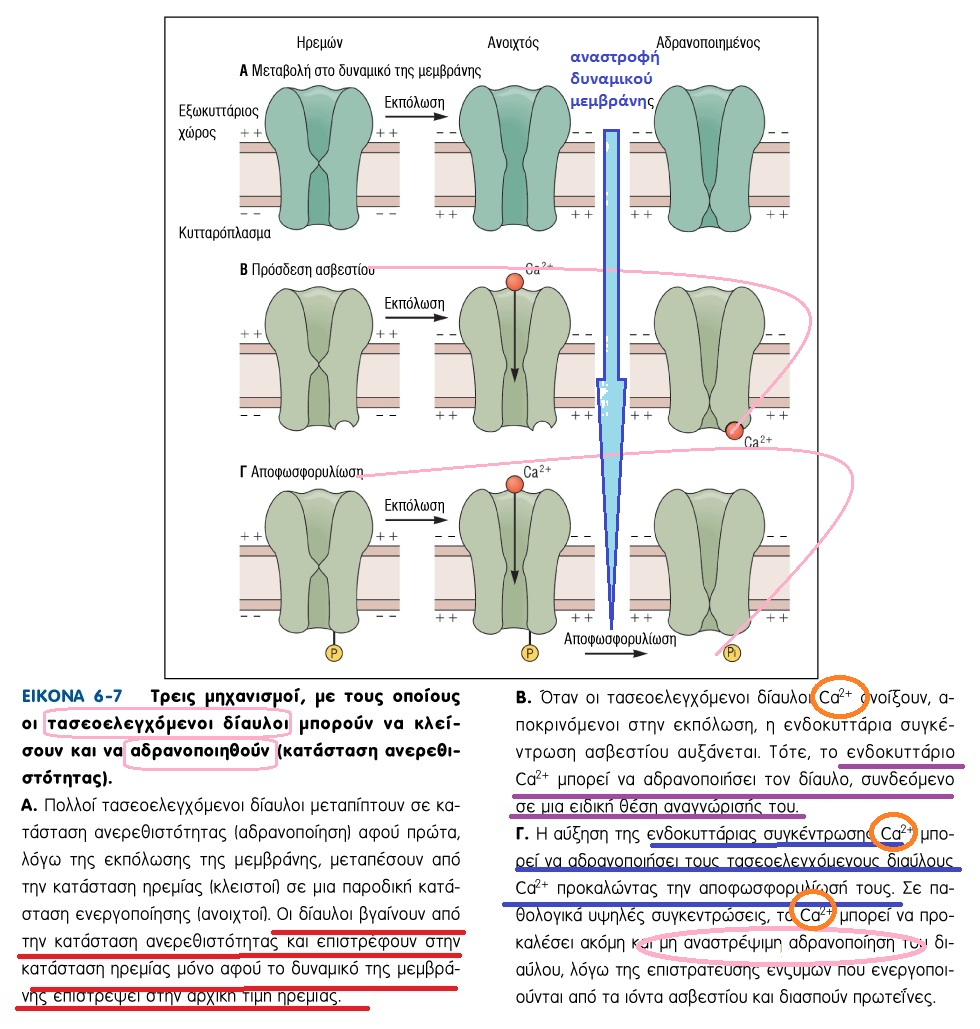 Ηρεμών Ανοιχτός Αδρανοποιημένος
αναστροφή
δυναμικού
μεμβράνης
Α Μεταβολή στο δυναμικό της μεμβράνης
Εξωκυττάριος
χώρος
Εκπόλωση
++ ++ -- -- -- --
-- -- ++ ++ ++ ++
Κυτταρόπλασμα
Β Πρόσδεση ασβεστίου
Ca2+
Εκπόλωση
++ ++ -- -- -- --
-- -- ++ ++ ++ ++
Ca2+
Γ Αποφωσφορυλίωση
Ca2+
Εκπόλωση
++ ++ -- -- -- --
-- -- ++ ++ ++ ++
Αποφωσφορυλίωση
P P Pi
ΕΙΚΟΝΑ 6-7 Τρεις μηχανισμοί, με τους οποίους
οι τασεοελεγχόμενοι δίαυλοι μπορούν να κλεί-
σουν και να αδρανοποιηθούν (κατάσταση ανερεθι-
στότητας).
Α. Πολλοί τασεοελεγχόμενοι δίαυλοι μεταπίπτουν σε κα-
τάσταση ανερεθιστότητας (αδρανοποίηση) αφού πρώτα,
λόγω της εκπόλωσης της μεμβράνης, μεταπέσουν από
την κατάσταση ηρεμίας (κλειστοί) σε μια παροδική κατά-
σταση ενεργοποίησης (ανοιχτοί). Οι δίαυλοι βγαίνουν από
την κατάσταση ανερεθιστότητας και επιστρέφουν στην
κατάσταση ηρεμίας μόνο αφού το δυναμικό της μεμβρά-
νης επιστρέψει στην αρχική τιμή ηρεμίας.
Β. Όταν οι τασεοελεγχόμενοι δίαυλοι Ca2+ ανοίξουν, α-
ποκρινόμενοι στην εκπόλωση, η ενδοκυττάρια συγκέ-
ντρωση ασβεστίου αυξάνεται. Τότε, το ενδοκυττάριο
Ca2+ μπορεί να αδρανοποιήσει τον δίαυλο, συνδεόμενο
σε μια ειδική θέση αναγνώρισής του.
Γ. Η αύξηση της ενδοκυττάριας συγκέντρωσης Ca2+ μπο-
ρεί να αδρανοποιήσει τους τασεοελεγχόμενους διαύλους
Ca2+ προκαλώντας την αποφωσφορυλίωσή τους. Σε πα-
θολογικά υψηλές συγκεντρώσεις, το Ca2+ μπορεί να προ-
καλέσει ακόμη και μη αναστρέψιμη αδρανοποίηση του δι-
αύλου, λόγω της επιστράτευσης ενζύμων που ενεργοποι-
ούνται από τα ιόντα ασβεστίου και διασπούν πρωτεΐνες.